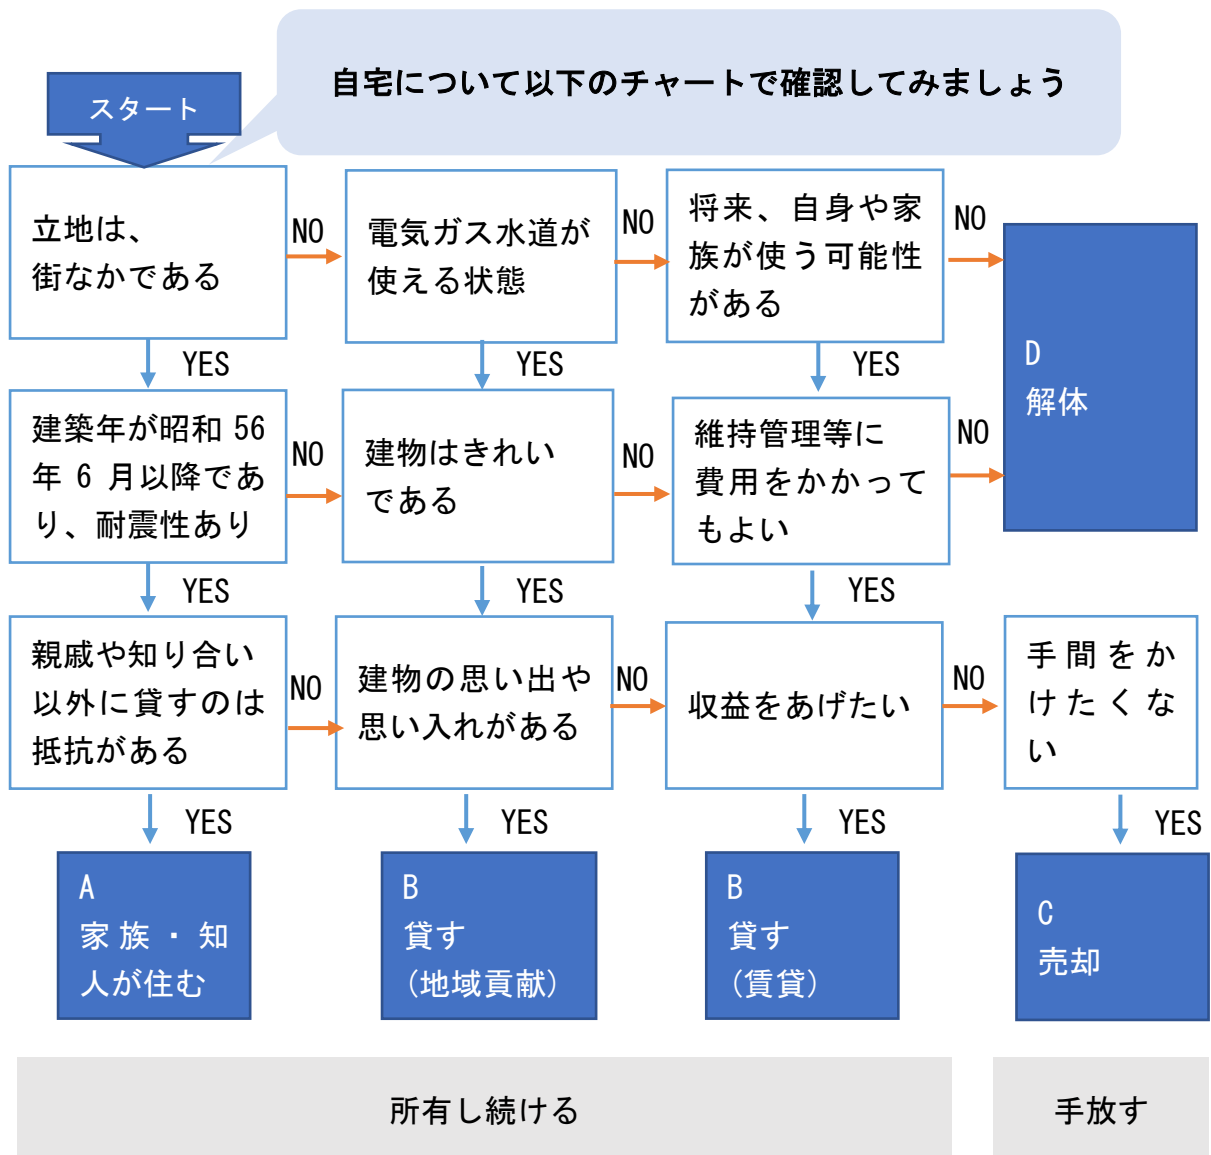 自宅について以下のチャートで確認してみましょう
スタート
立地は、
街なかである
NO
電気ガス水道が
使える状態
NO
将来、自身や家
族が使う可能性
がある
NO
D
解体
YES
YES
YES
建築年が昭和 56
年 6 月以降であ
り、耐震性あり
NO
建物はきれい
である
NO
維持管理等に
費用をかかって
もよい
NO
YES
YES
YES
親戚や知り合い
以外に貸すのは
抵抗がある
NO
建物の思い出や
思い入れがある
NO
収益をあげたい
NO
手間をか
けたくな
い
YES
YES
YES
YES
A
家族・知
人が住む
B
貸す
(地域貢献)
B
貸す
(賃貸)
C
売却
所有し続ける
手放す